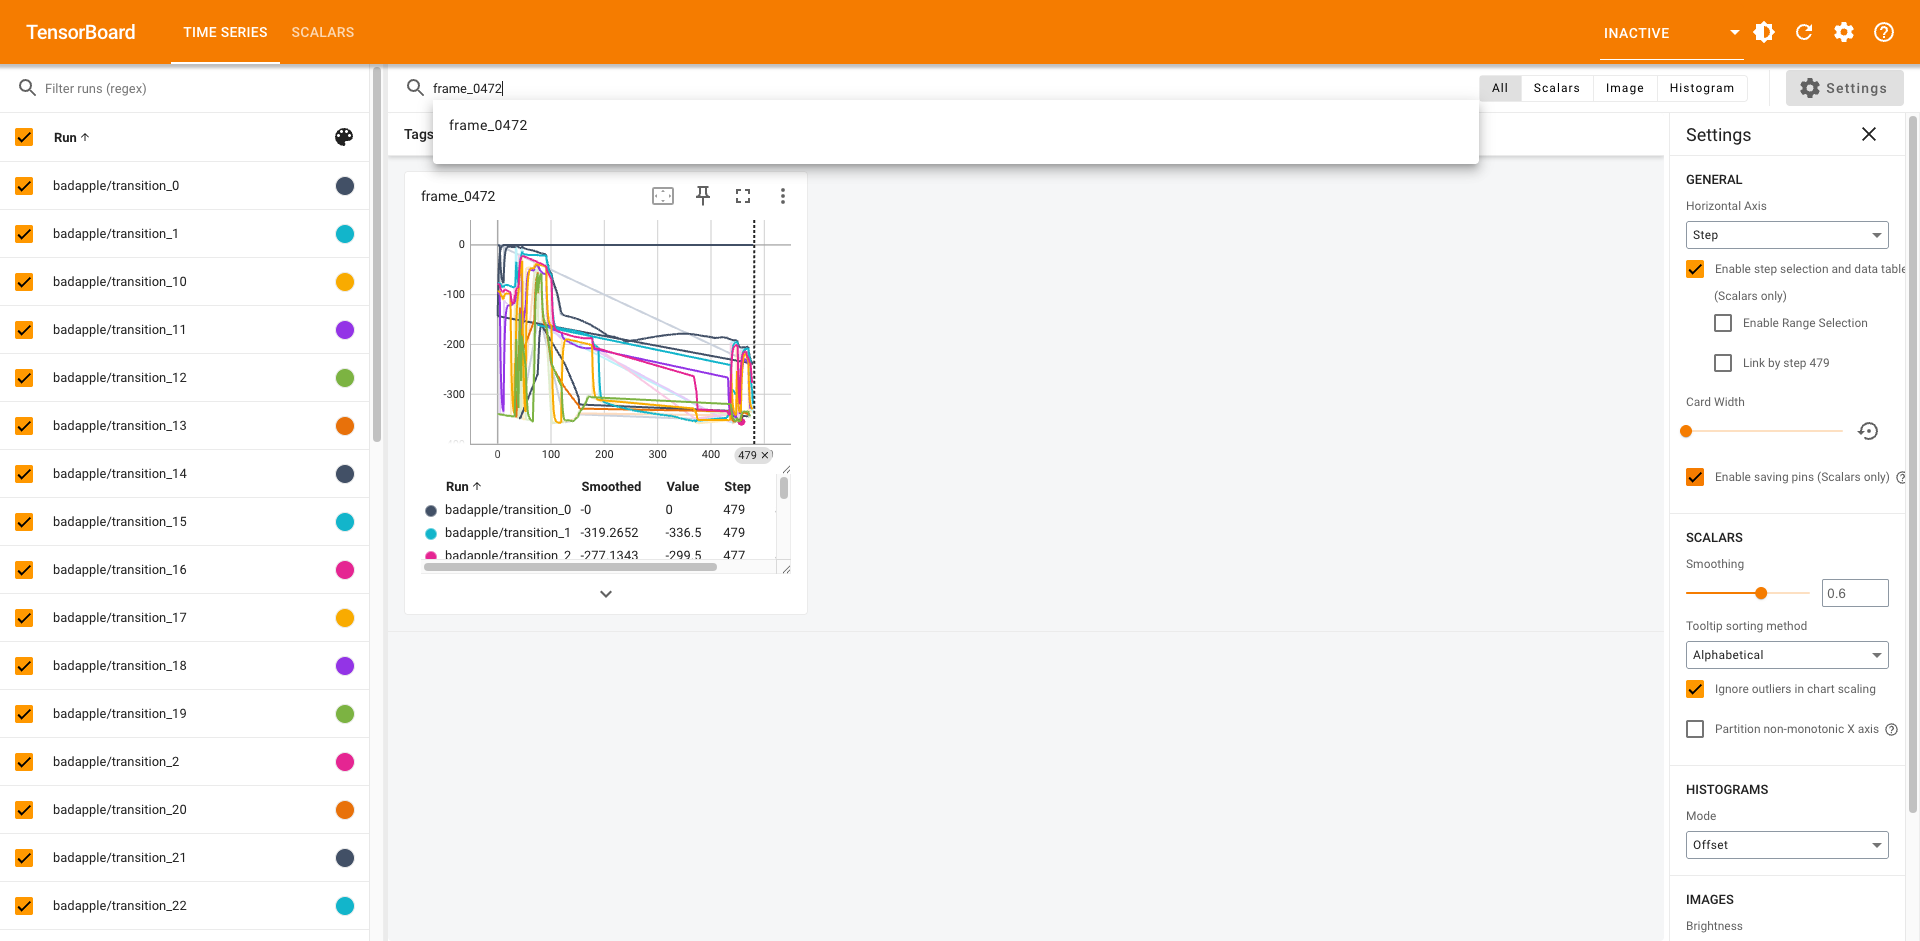 TensorBoard
TIME SERIES
SCALARS
INACTIVE
Filter runs (regex)
frame_0472
All
Scalars
Image
Histogram
Settings
frame_0472
Run
Tags
Settings
badapple/transition_0
badapple/transition_1
badapple/transition_10
badapple/transition_11
badapple/transition_12
badapple/transition_13
badapple/transition_14
badapple/transition_15
badapple/transition_16
badapple/transition_17
badapple/transition_18
badapple/transition_19
badapple/transition_2
badapple/transition_20
badapple/transition_21
badapple/transition_22
frame_0472
0
-100
-200
-300
0 100 200 300 400 479
Run Smoothed Value Step
badapple/transition_0 -0 0 479
badapple/transition_1 -319.2652 -336.5 479
badapple/transition_2 -277.1343 -299.5 477
GENERAL
Horizontal Axis
Step
Enable step selection and data table
(Scalars only)
Enable Range Selection
Link by step 479
Card Width
Enable saving pins (Scalars only)
SCALARS
Smoothing
0.6
Tooltip sorting method
Alphabetical
Ignore outliers in chart scaling
Partition non-monotonic X axis
HISTOGRAMS
Mode
Offset
IMAGES
Brightness